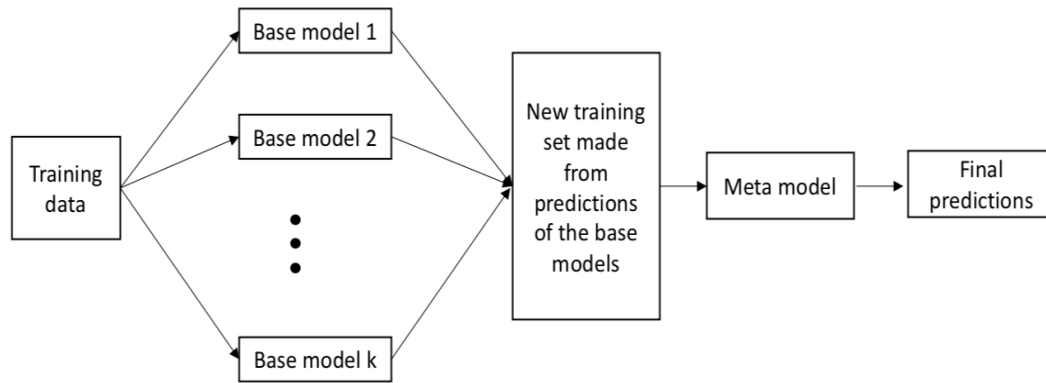 Training
data
Base model 1
Base model 2
Base model k
New training
set made
from
predictions
of the base
models
Meta model
Final
predictions